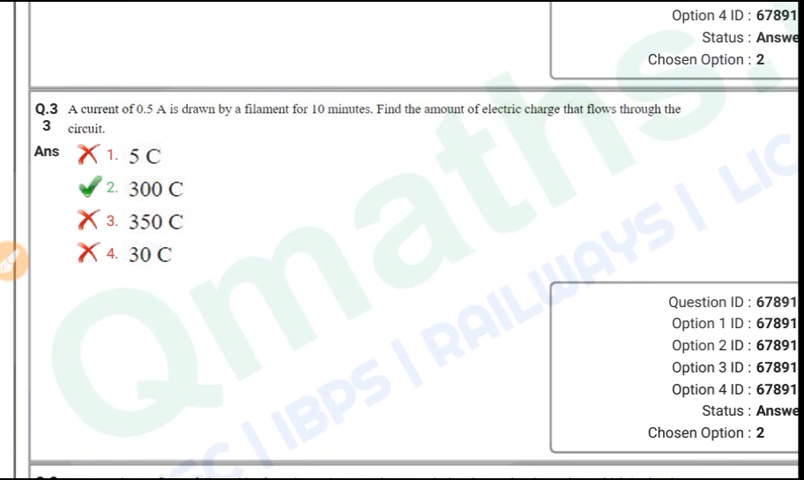 Option 4 ID : 67891
Status : Answe
Chosen Option : 2
Q.3 A current of 0.5 A is drawn by a filament for 10 minutes. Find the amount of electric charge that flows through the
3 circuit.
Ans 1. 5 C
2. 300 C
3. 350 C
4. 30 C
Qmaths.
IBPS | RAILWAYS | LIC
Question ID : 67891
Option 1 ID : 67891
Option 2 ID : 67891
Option 3 ID : 67891
Option 4 ID : 67891
Status : Answe
Chosen Option : 2